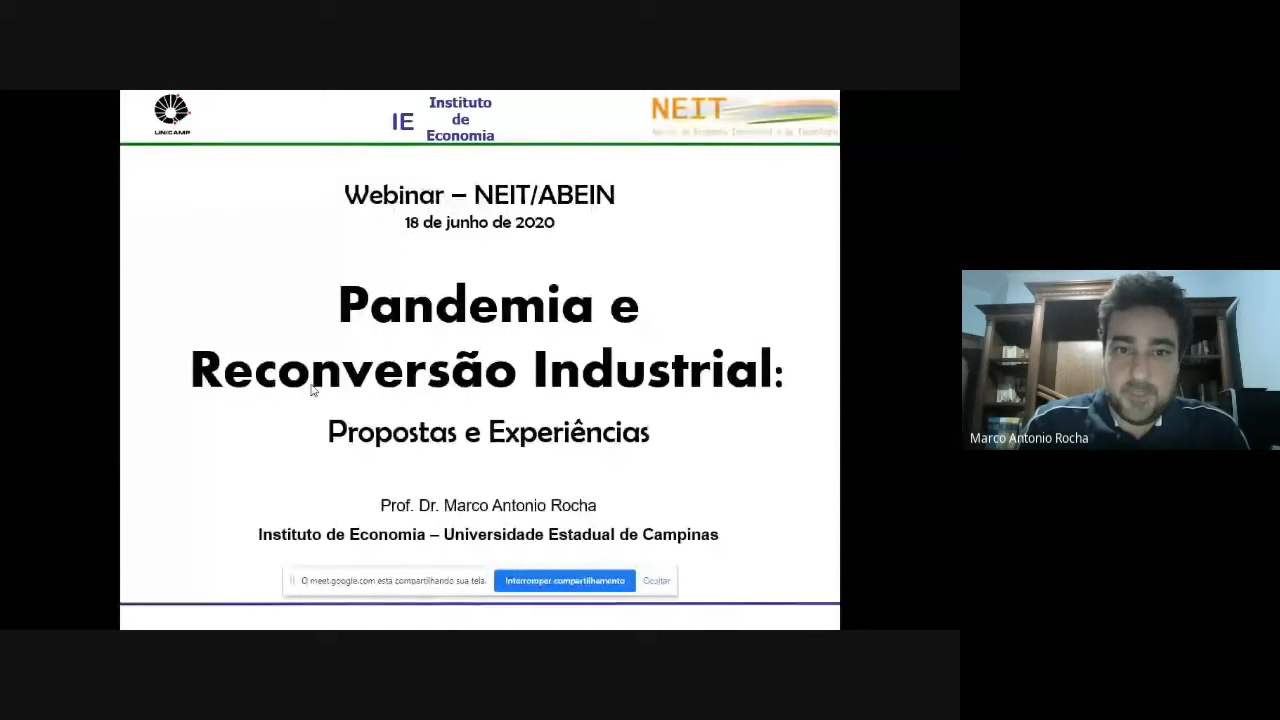 UNICAMP
IE
Instituto
de
Economia
NEIT
Webinar – NEIT/ABEIN
18 de junho de 2020
Pandemia e
Reconversão Industrial:
Propostas e Experiências
Prof. Dr. Marco Antonio Rocha
Instituto de Economia – Universidade Estadual de Campinas
O meet.google.com está compartilhando sua tela.
Interromper compartilhamento
Ocultar
Marco Antonio Rocha